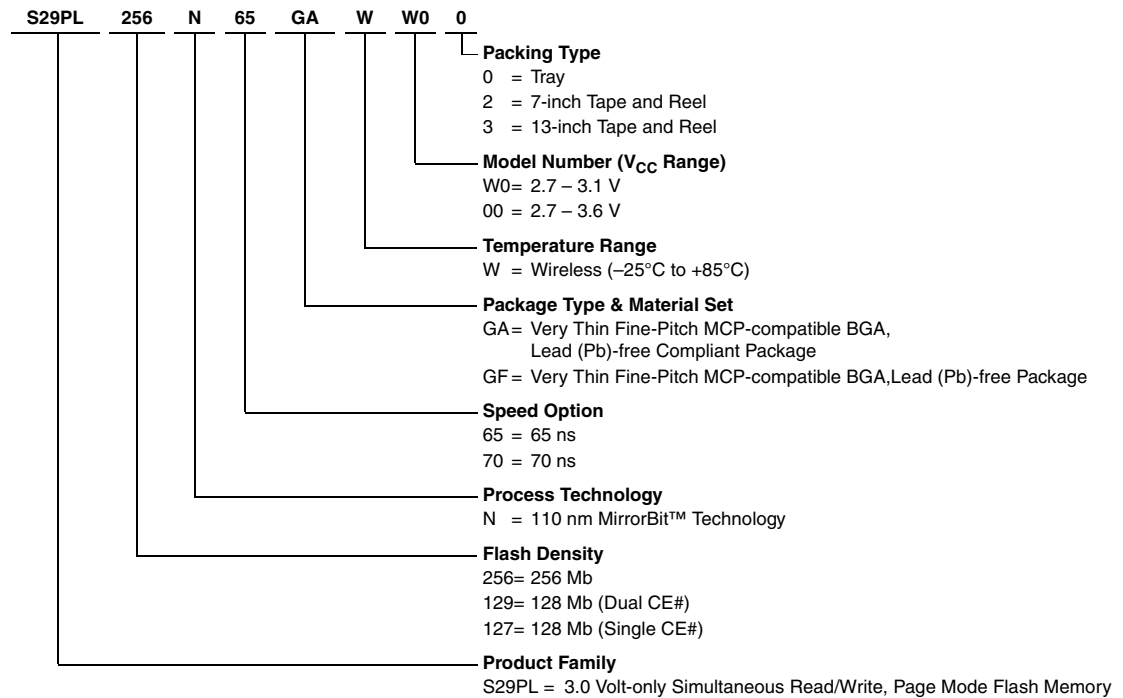 S29PL 256 N 65 GA W W0 0
Packing Type
0 = Tray
2 = 7-inch Tape and Reel
3 = 13-inch Tape and Reel
Model Number (VCC Range)
W0= 2.7 – 3.1 V
00 = 2.7 – 3.6 V
Temperature Range
W = Wireless (–25°C to +85°C)
Package Type & Material Set
GA= Very Thin Fine-Pitch MCP-compatible BGA,
Lead (Pb)-free Compliant Package
GF= Very Thin Fine-Pitch MCP-compatible BGA,Lead (Pb)-free Package
Speed Option
65 = 65 ns
70 = 70 ns
Process Technology
N = 110 nm MirrorBit™ Technology
Flash Density
256= 256 Mb
129= 128 Mb (Dual CE#)
127= 128 Mb (Single CE#)
Product Family
S29PL = 3.0 Volt-only Simultaneous Read/Write, Page Mode Flash Memory